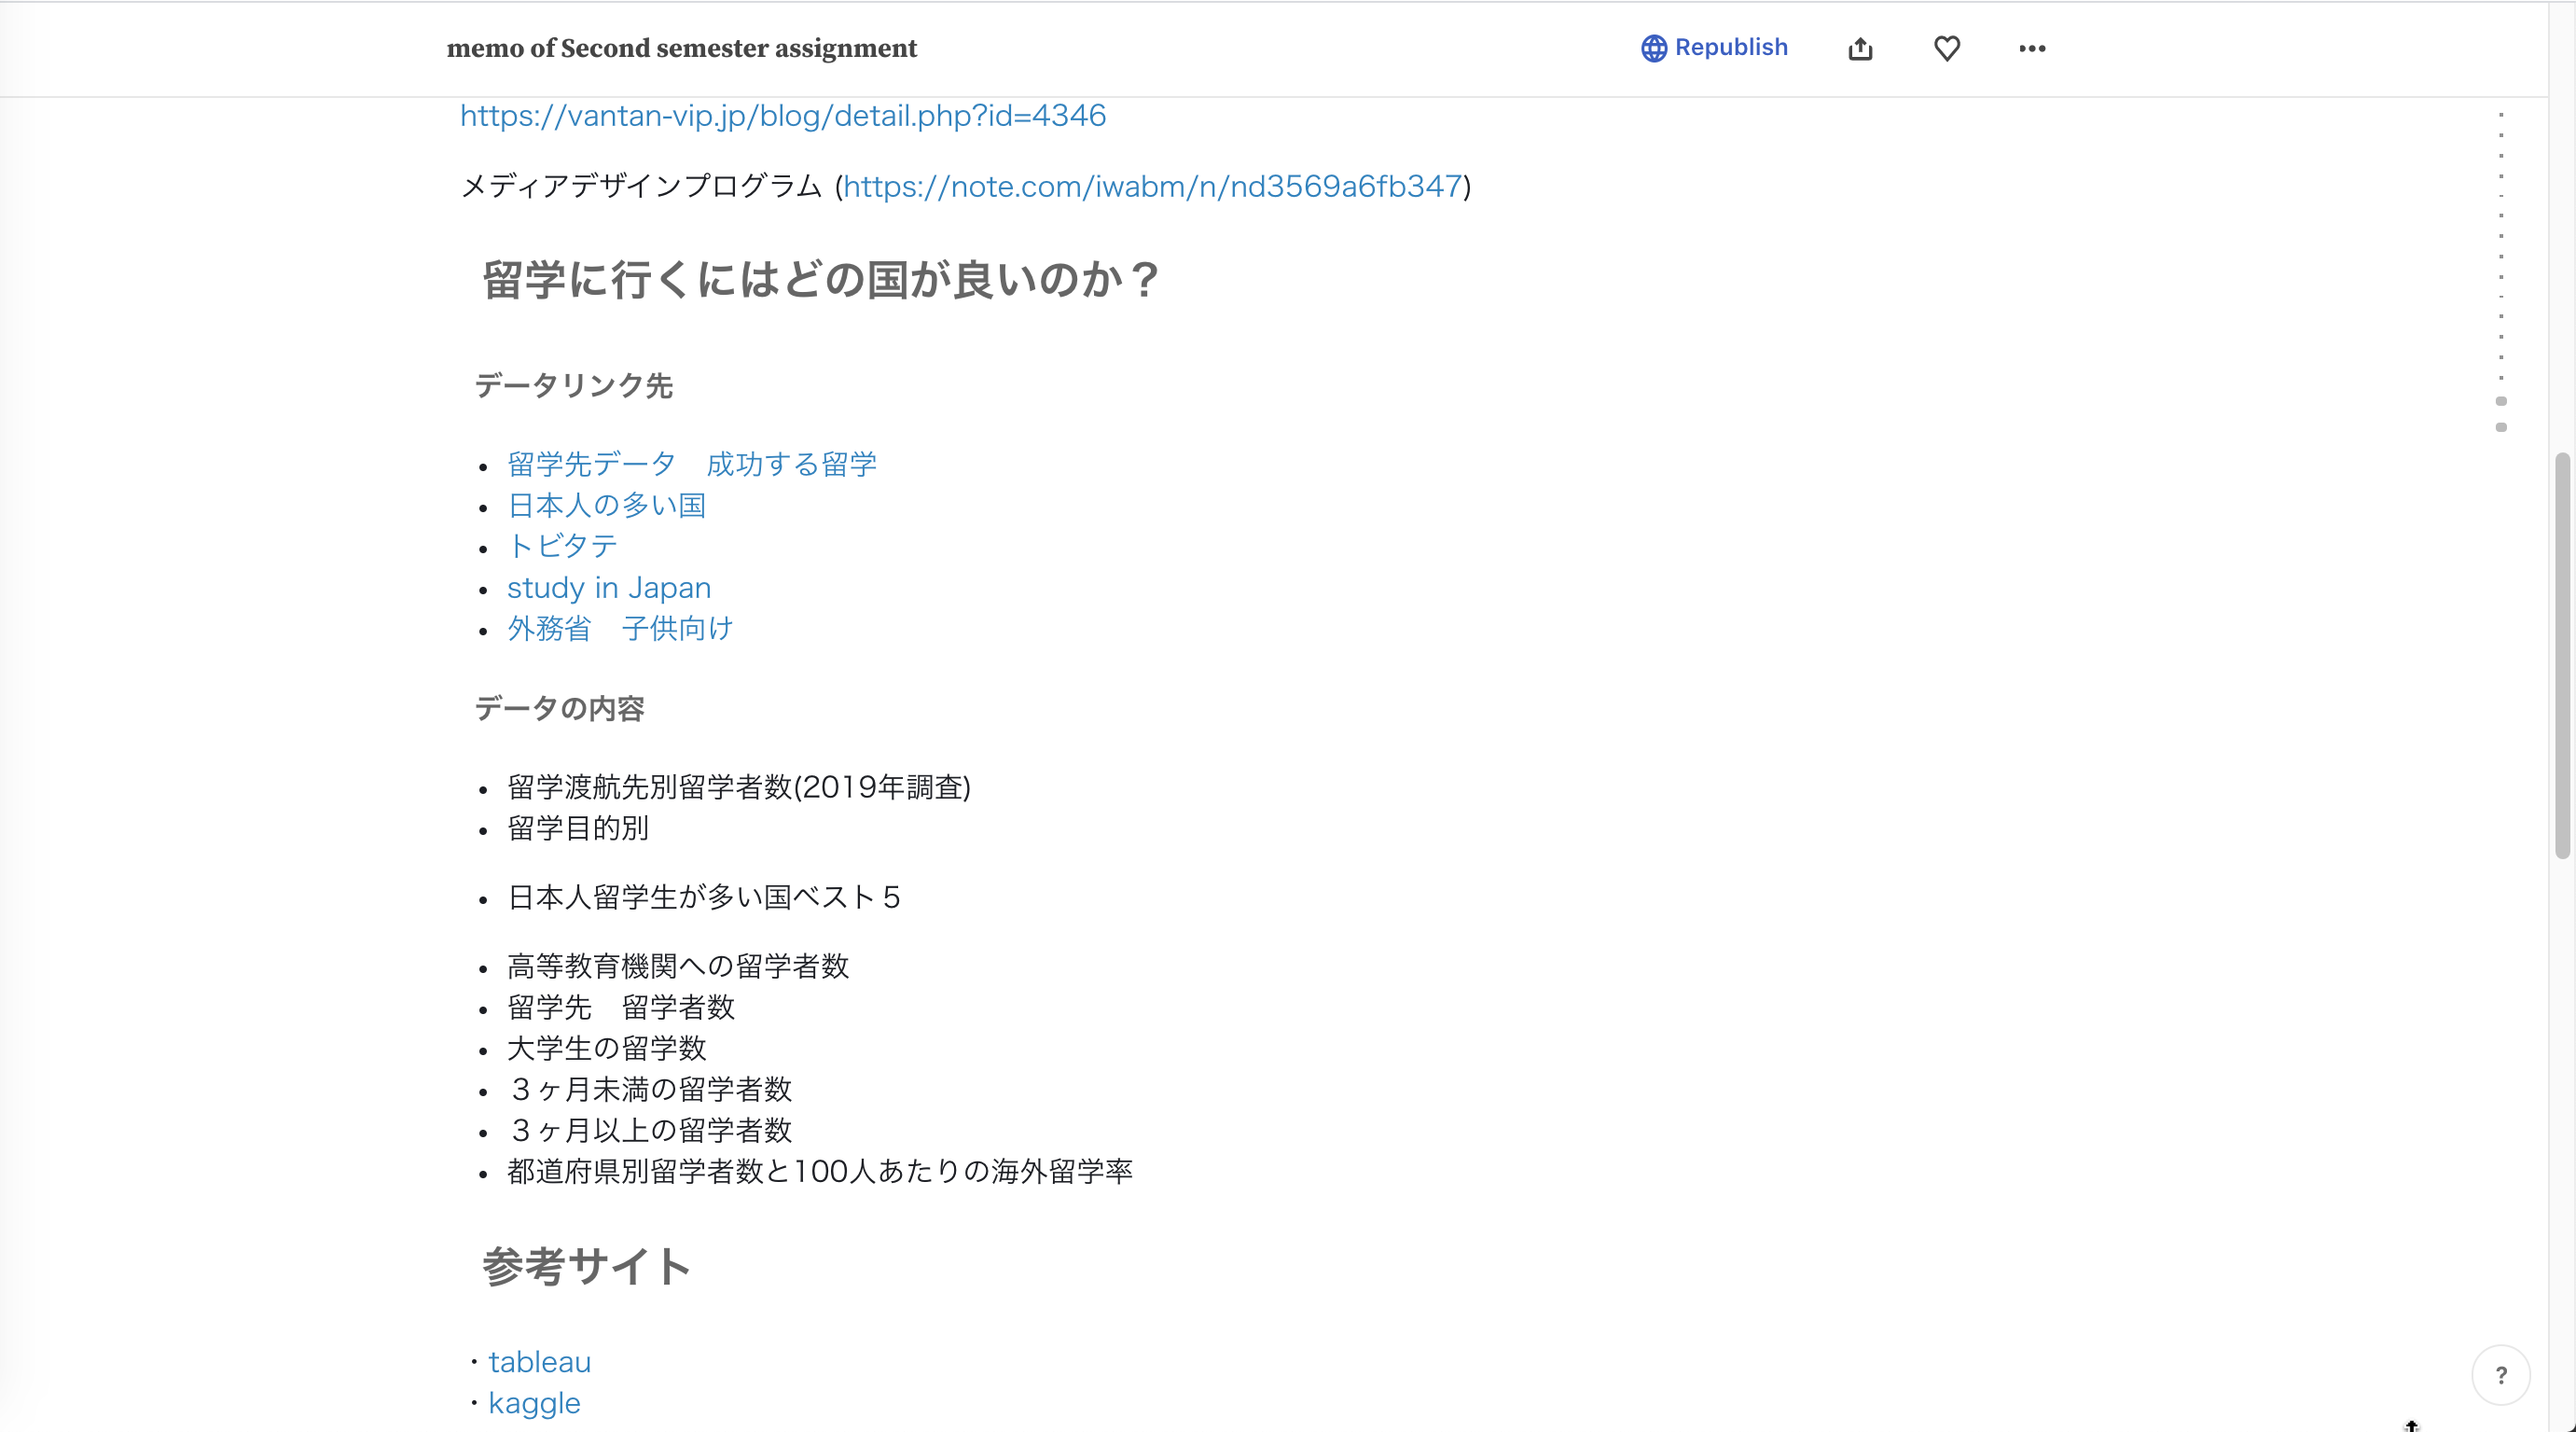 memo of Second semester assignment
Republish
https://vantan-vip.jp/blog/detail.php?id=4346
メディアデザインプログラム (https://note.com/iwabm/n/nd3569a6fb347)
留学に行くにはどの国が良いのか？
データリンク先
• 留学先データ　成功する留学
• 日本人の多い国
• トビタテ
• study in Japan
• 外務省　子供向け
データの内容
• 留学渡航先別留学者数(2019年調査)
• 留学目的別
• 日本人留学生が多い国ベスト５
• 高等教育機関への留学者数
• 留学先　留学者数
• 大学生の留学数
• ３ヶ月未満の留学者数
• ３ヶ月以上の留学者数
• 都道府県別留学者数と100人あたりの海外留学率
参考サイト
・tableau
・kaggle
?